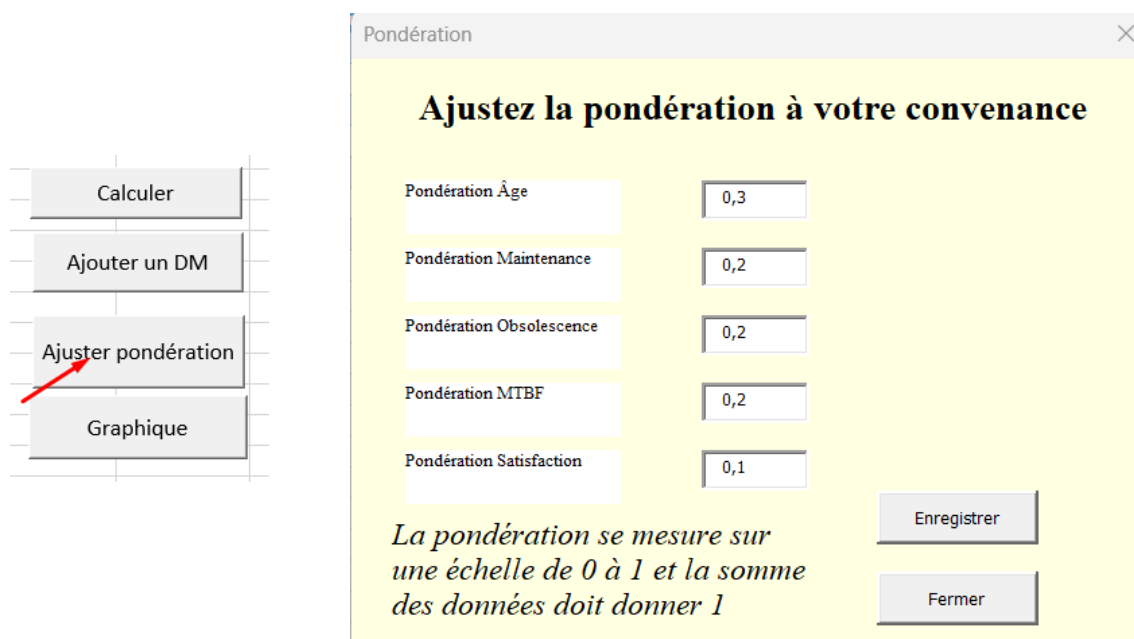 Calculer
Ajouter un DM
Ajuster pondération
Graphique
Pondération
Ajustez la pondération à votre convenance
Pondération Âge 0,3
Pondération Maintenance 0,2
Pondération Obsolescence 0,2
Pondération MTBF 0,2
Pondération Satisfaction 0,1
La pondération se mesure sur
une échelle de 0 à 1 et la somme
des données doit donner 1
Enregistrer
Fermer